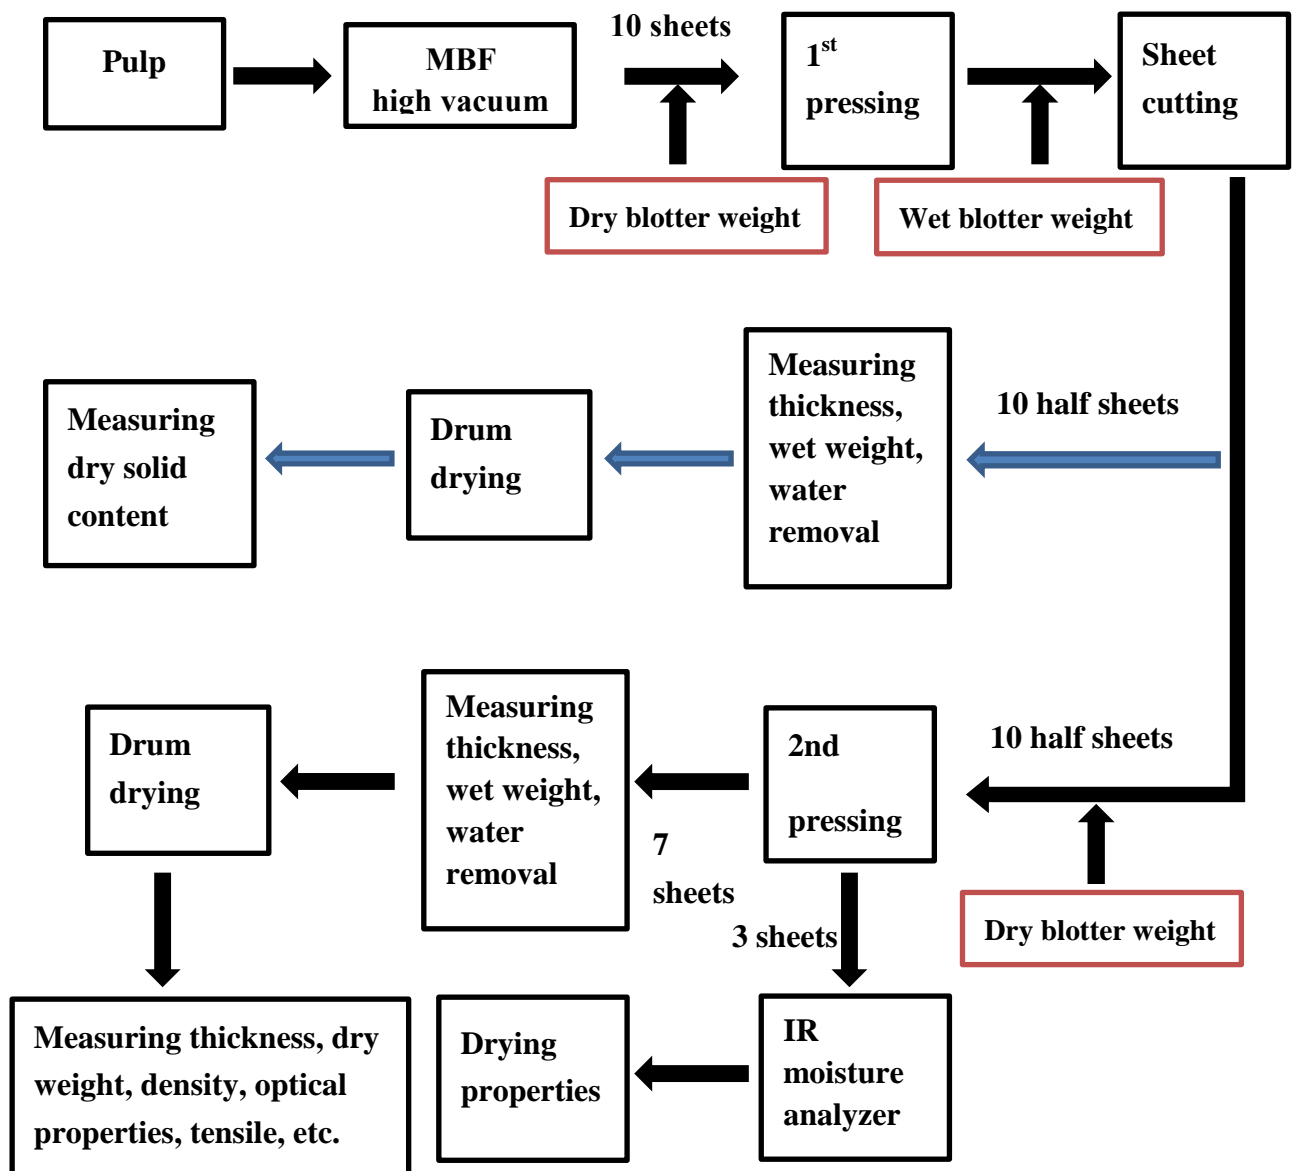 Pulp
MBF
high vacuum
10 sheets
1st
pressing
Sheet
cutting
Dry blotter weight
Wet blotter weight
10 half sheets
Measuring
thickness,
wet weight,
water
removal
Drum
drying
Measuring
dry solid
content
10 half sheets
Dry blotter weight
2nd
pressing
7
sheets
3 sheets
Measuring
thickness,
wet weight,
water
removal
Drum
drying
Measuring thickness, dry
weight, density, optical
properties, tensile, etc.
IR
moisture
analyzer
Drying
properties